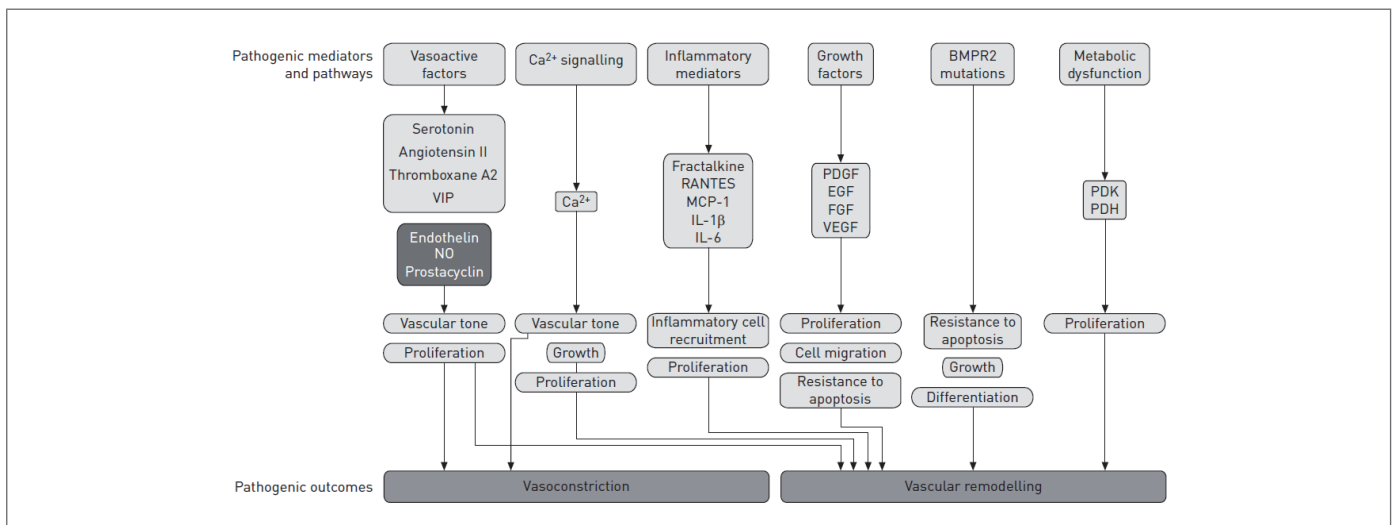 Pathogenic mediators
and pathways
Vasoactive
factors
Ca²⁺ signalling
Inflammatory
mediators
Growth
factors
BMPR2
mutations
Metabolic
dysfunction
Serotonin
Angiotensin II
Thromboxane A2
VIP
Endothelin
NO
Prostacyclin
Ca²⁺
Fractalkine
RANTES
MCP-1
IL-1β
IL-6
PDGF
EGF
FGF
VEGF
PDK
PDH
Vascular tone
Proliferation
Vascular tone
Growth
Proliferation
Inflammatory cell
recruitment
Proliferation
Proliferation
Cell migration
Resistance to
apoptosis
Resistance to
apoptosis
Growth
Differentiation
Proliferation
Pathogenic outcomes
Vasoconstriction
Vascular remodelling